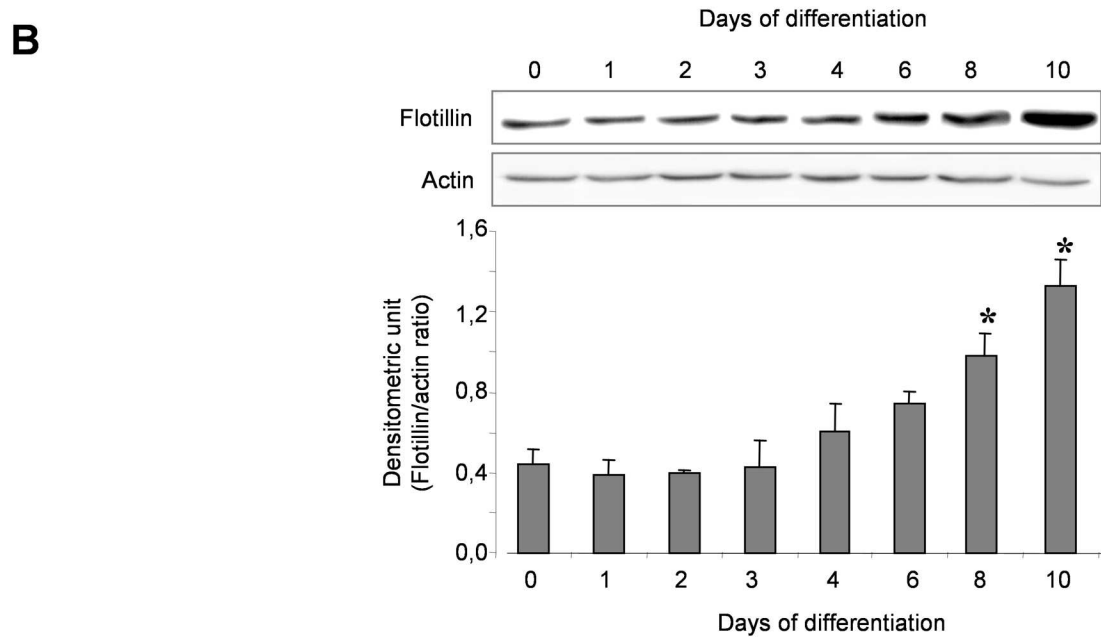 B
Days of differentiation
0 1 2 3 4 6 8 10
Flotillin
Actin
Densitometric unit
(Flotillin/actin ratio)
1,6
1,2
0,8
0,4
0,0
*
*
0 1 2 3 4 6 8 10
Days of differentiation